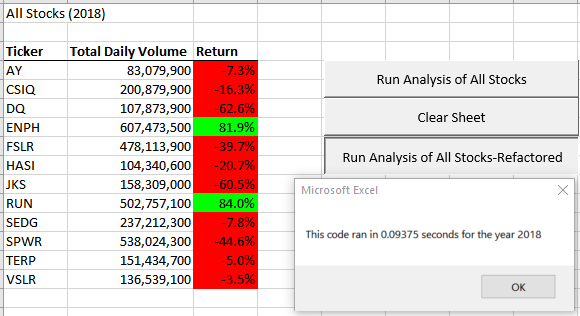 All Stocks (2018)
Ticker Total Daily Volume Return
AY 83,079,900 -7.3%
CSIQ 200,879,900 -16.3%
DQ 107,873,900 -62.6%
ENPH 607,473,500 81.9%
FSLR 478,113,900 -39.7%
HASI 104,340,600 -20.7%
JKS 158,309,000 -60.5%
RUN 502,757,100 84.0%
SEDG 237,212,300 -7.8%
SPWR 538,024,300 -44.6%
TERP 151,434,700 -5.0%
VSLR 136,539,100 -3.5%
Run Analysis of All Stocks
Clear Sheet
Run Analysis of All Stocks-Refactored
Microsoft Excel
This code ran in 0.09375 seconds for the year 2018
OK